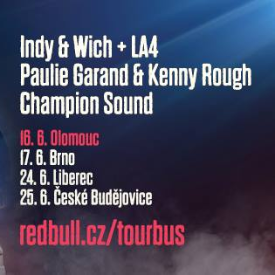 Indy & Wich + LA4
Paulie Garand & Kenny Rough
Champion Sound
16. 6. Olomouc
17. 6. Brno
24. 6. Liberec
25. 6. České Budějovice
redbull.cz/tourbus